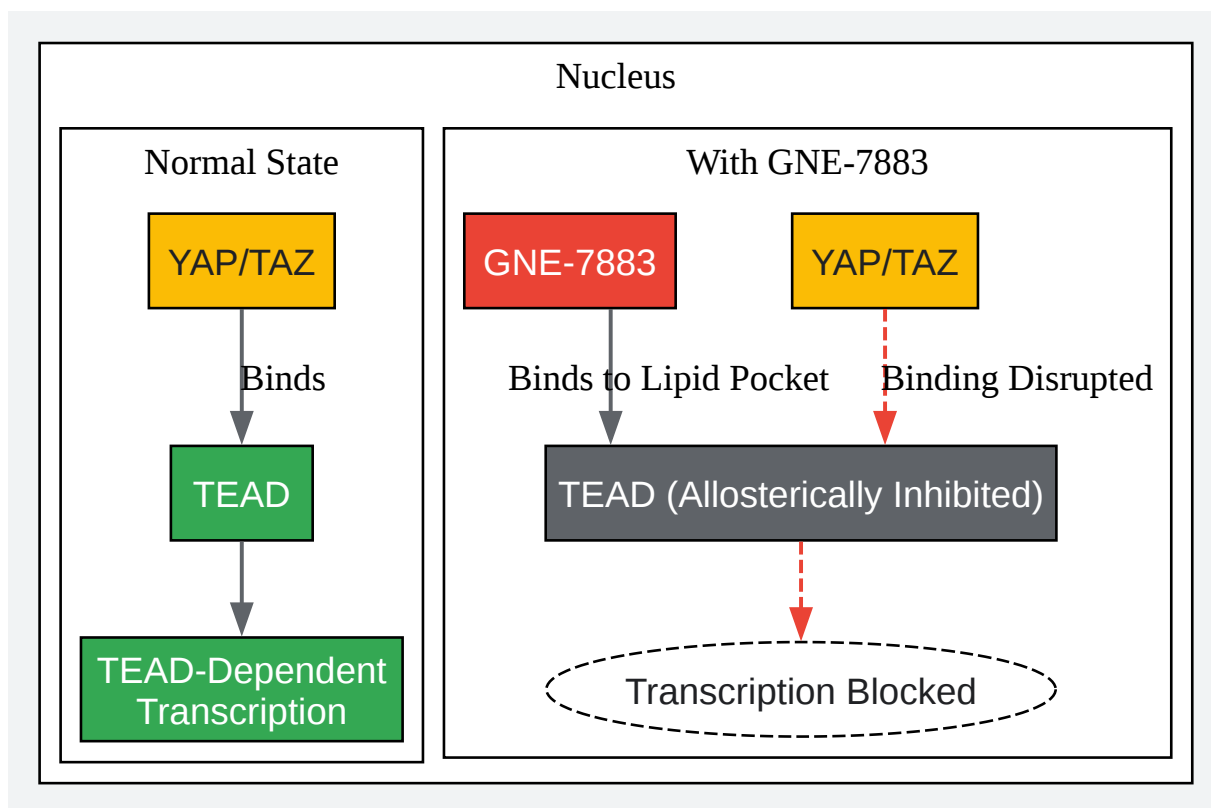 Nucleus
Normal State
YAP/TAZ
Binds
TEAD
TEAD-Dependent
Transcription
With GNE-7883
GNE-7883
YAP/TAZ
Binds to Lipid Pocket
Binding Disrupted
TEAD (Allosterically Inhibited)
Transcription Blocked